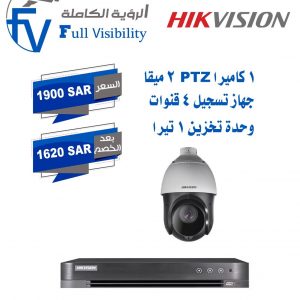 الرؤية الكاملة
Full Visibility
HIKVISION
١ كاميرا PTZ ٢ ميقا
جهاز تسجيل ٤ قنوات
وحدة تخزين ١ تيرا
السعر
1900 SAR
بعد
الخصم
1620 SAR
HIKVISION